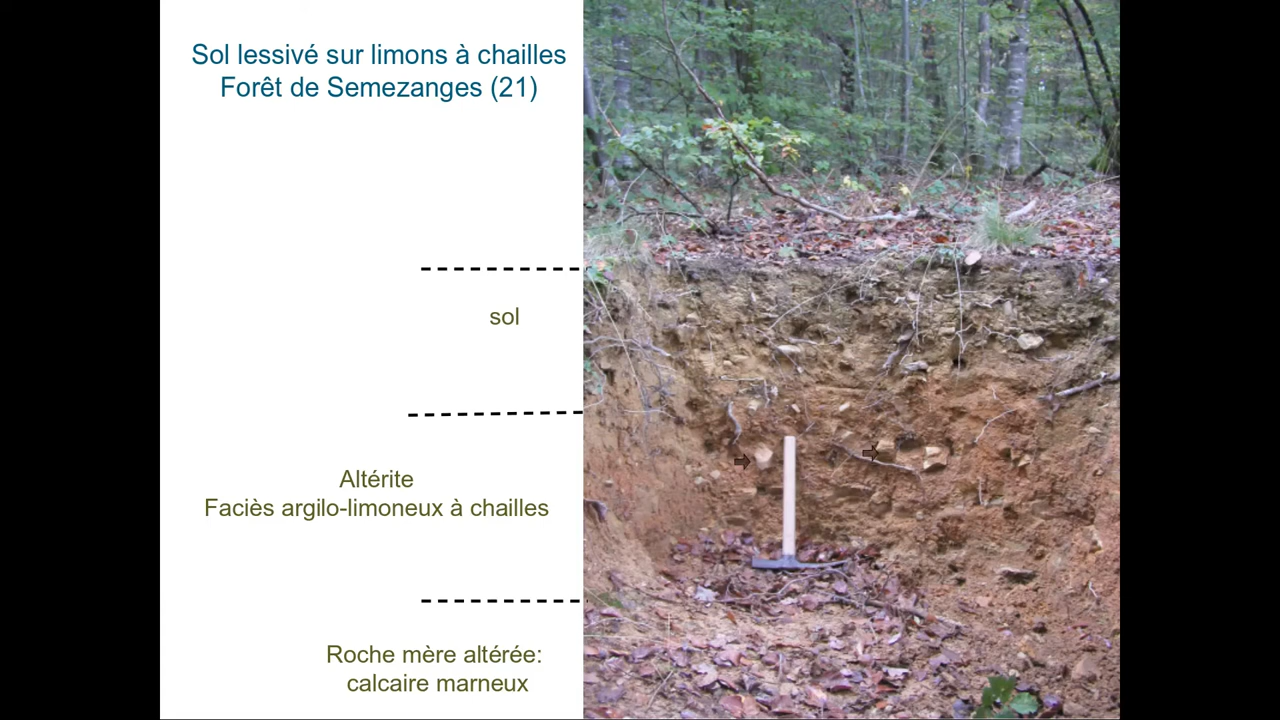 Sol lessivé sur limons à chailles
Forêt de Semezanges (21)
sol
Altérite
Faciès argilo-limoneux à chailles
Roche mère altérée:
calcaire marneux